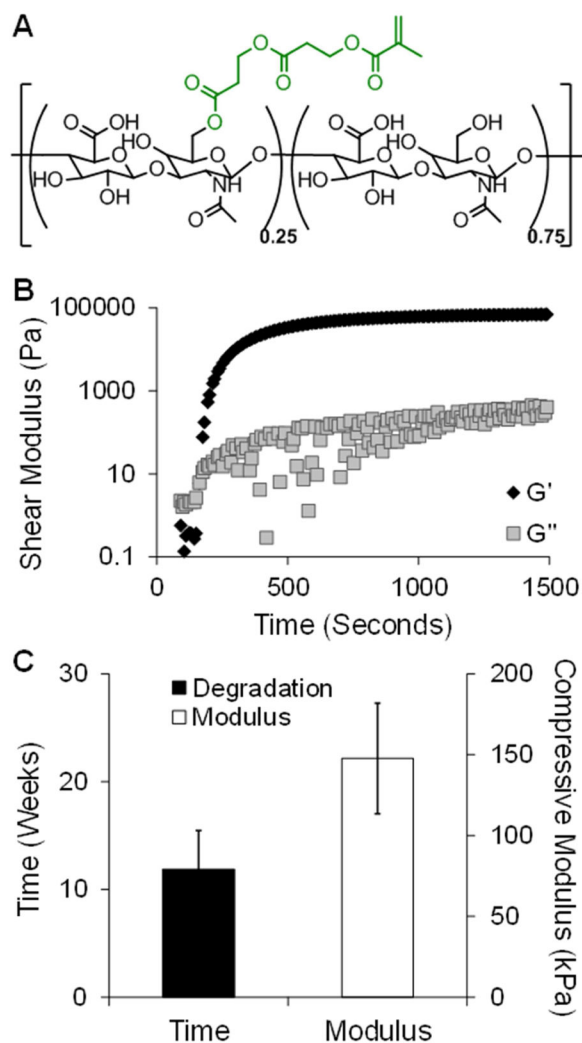 A
O O O
O O O
O OH HO O OH HO
O O O O O O
HO OH HO NH HO OH HO NH
O O
0.25 0.75
B
100000
1000
10
0.1
Shear Modulus (Pa)
G'
G"
0 500 1000 1500
Time (Seconds)
C
30 200
20 150
10 100
50
0 0
Time (Weeks)
Compressive Modulus (kPa)
Degradation
Modulus
Time Modulus